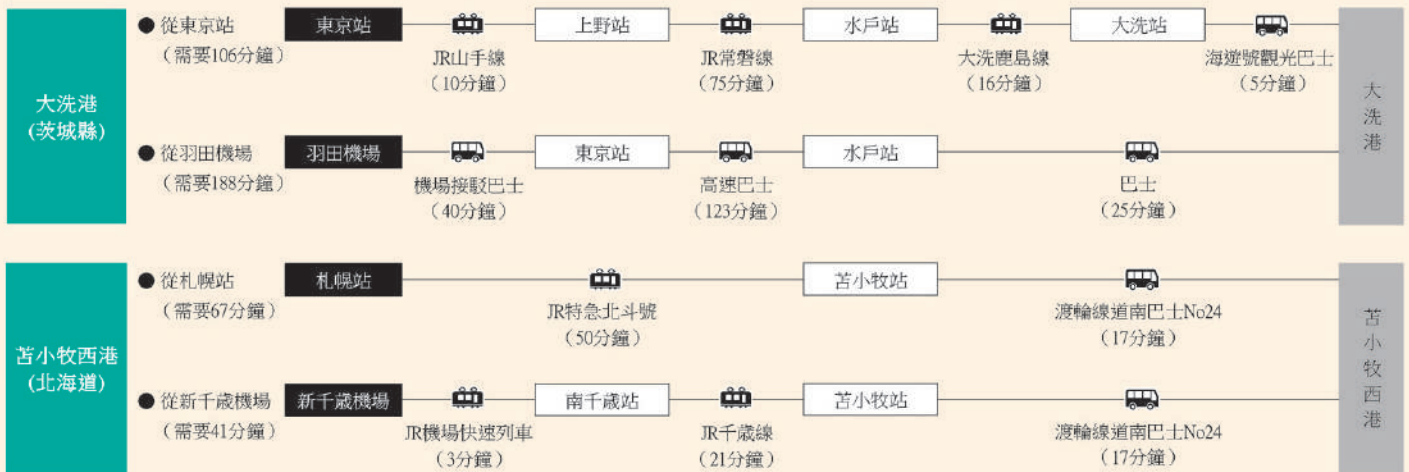 大洗港
(茨城縣)
● 從東京站
（需要106分鐘）
東京站
JR山手線
（10分鐘）
上野站
JR常磐線
（75分鐘）
水戶站
大洗鹿島線
（16分鐘）
大洗站
海遊號觀光巴士
（5分鐘）
● 從羽田機場
（需要188分鐘）
羽田機場
機場接駁巴士
（40分鐘）
東京站
高速巴士
（123分鐘）
水戶站
巴士
（25分鐘）
大洗港
苫小牧西港
(北海道)
● 從札幌站
（需要67分鐘）
札幌站
JR特急北斗號
（50分鐘）
苫小牧站
渡輪線道南巴士No24
（17分鐘）
● 從新千歲機場
（需要41分鐘）
新千歲機場
JR機場快速列車
（3分鐘）
南千歲站
JR千歲線
（21分鐘）
苫小牧站
渡輪線道南巴士No24
（17分鐘）
苫小牧西港